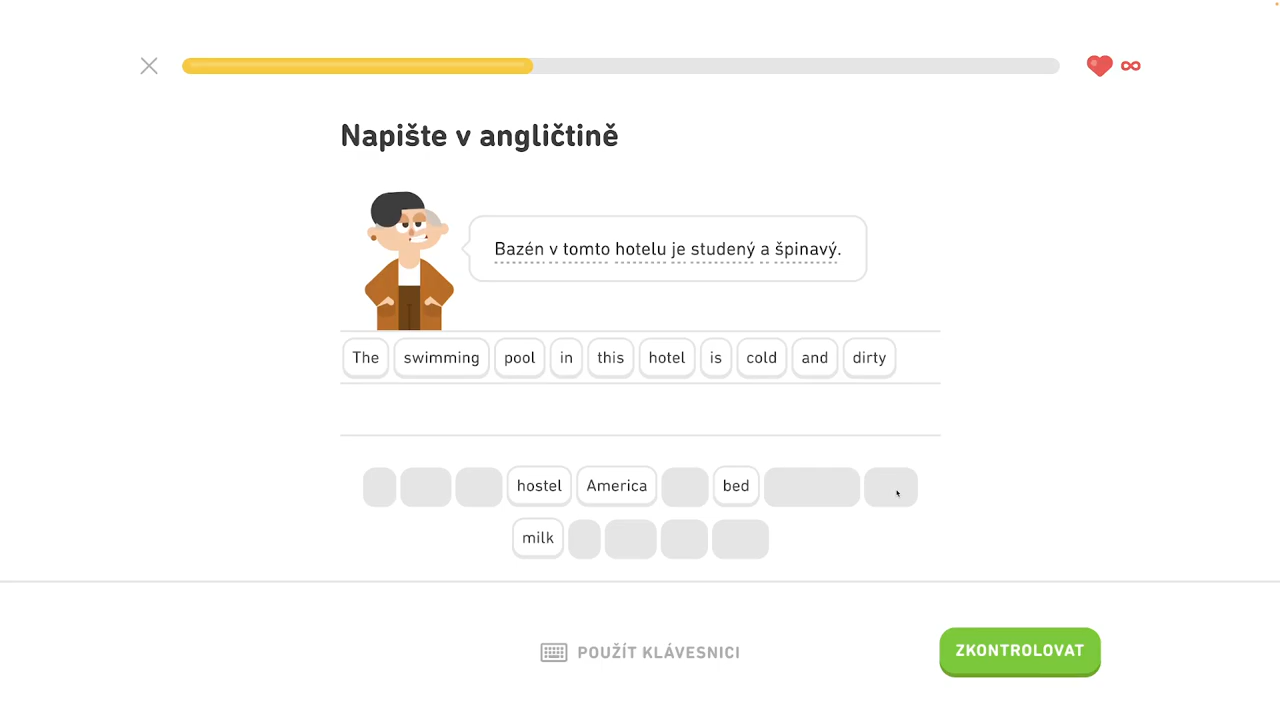 ∞
Napište v angličtině
Bazén v tomto hotelu je studený a špinavý.
The swimming pool in this hotel is cold and dirty
hostel America bed
milk
POUŽÍT KLÁVESNICI
ZKONTROLOVAT